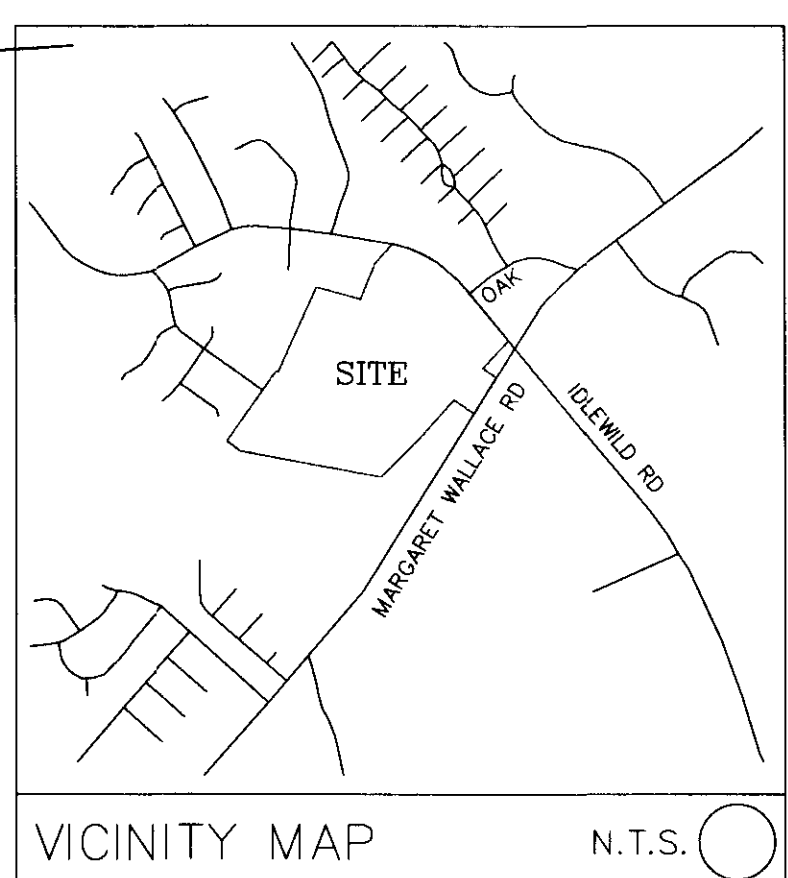 OAK
SITE
IDLEWILD RD
MARGARET WALLACE RD
VICINITY MAP
N.T.S.